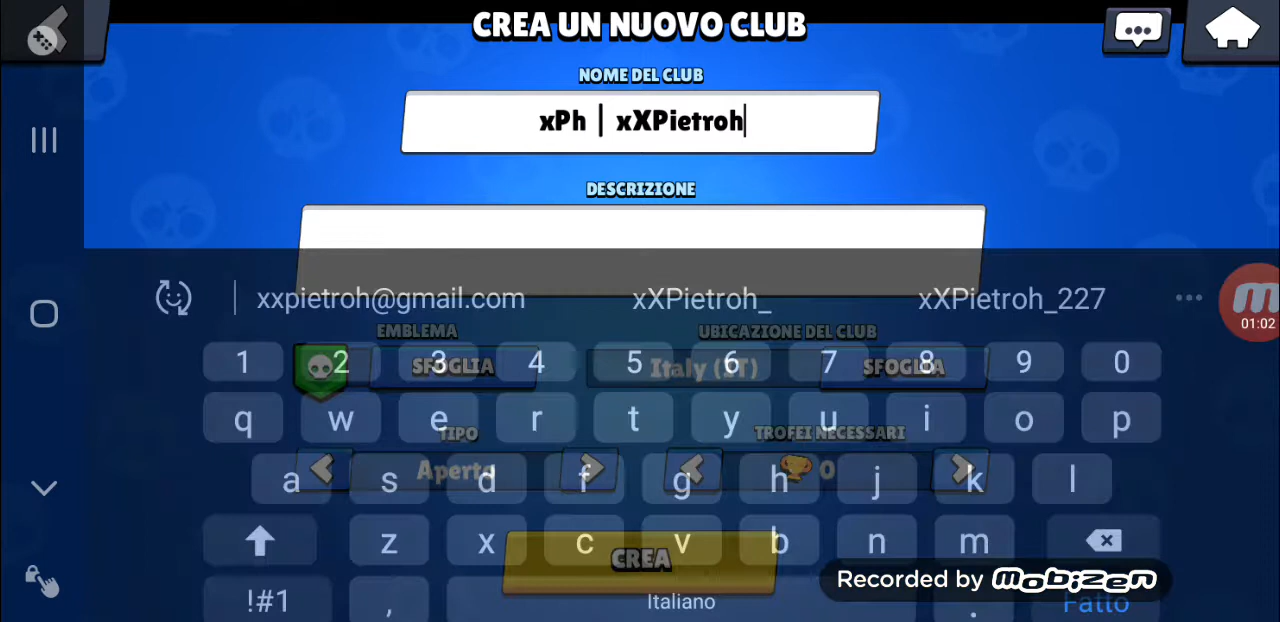 CREA UN NUOVO CLUB
NOME DEL CLUB
xPh | xXPietroh
DESCRIZIONE
xxpietroh@gmail.com xXPietroh_ xXPietroh_227
01:02
EMBLEMA UBICAZIONE DEL CLUB
1 2 3 4 5 6 7 8 9 0
SFOGLIA Italy (IT) SFOGLIA
q w e r t y u i o p
TIPO TROFEI NECESSARI
a s d f g h j k l
Aperto 0
z x c v b n m
CREA
Recorded by mobizen
!#1 , Italiano . Fatto